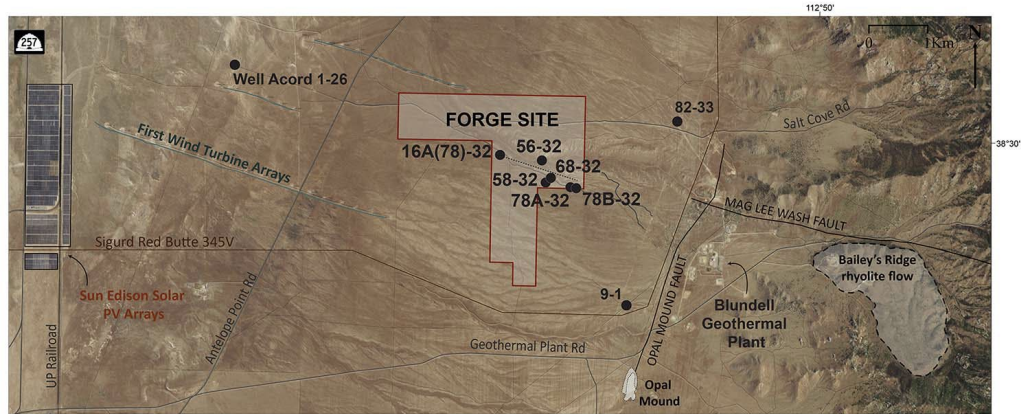 112°50'
257
0 1Km
N
Well Acord 1-26
82-33
Salt Cove Rd
FORGE SITE
38°30'
First Wind Turbine Arrays
16A(78)-32
56-32
68-32
58-32
78A-32
78B-32
MAG LEE WASH FAULT
Sigurd Red Butte 345V
Bailey's Ridge
rhyolite flow
Sun Edison Solar
PV Arrays
Antelope Point Rd
9-1
OPAL MOUND FAULT
Blundell
Geothermal
Plant
UP Railroad
Geothermal Plant Rd
Opal
Mound